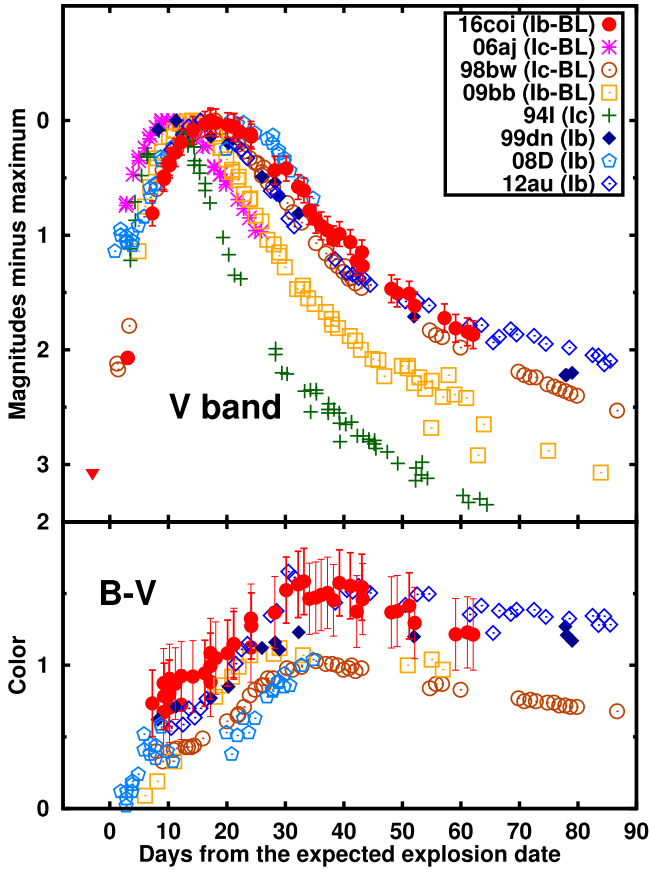 16coi (Ib-BL)
06aj (Ic-BL)
98bw (Ic-BL)
09bb (Ib-BL)
94I (Ic)
99dn (Ib)
08D (Ib)
12au (Ib)
0
1
2
3
Magnitudes minus maximum
V band
2
1
0
Color
B-V
0 10 20 30 40 50 60 70 80 90
Days from the expected explosion date